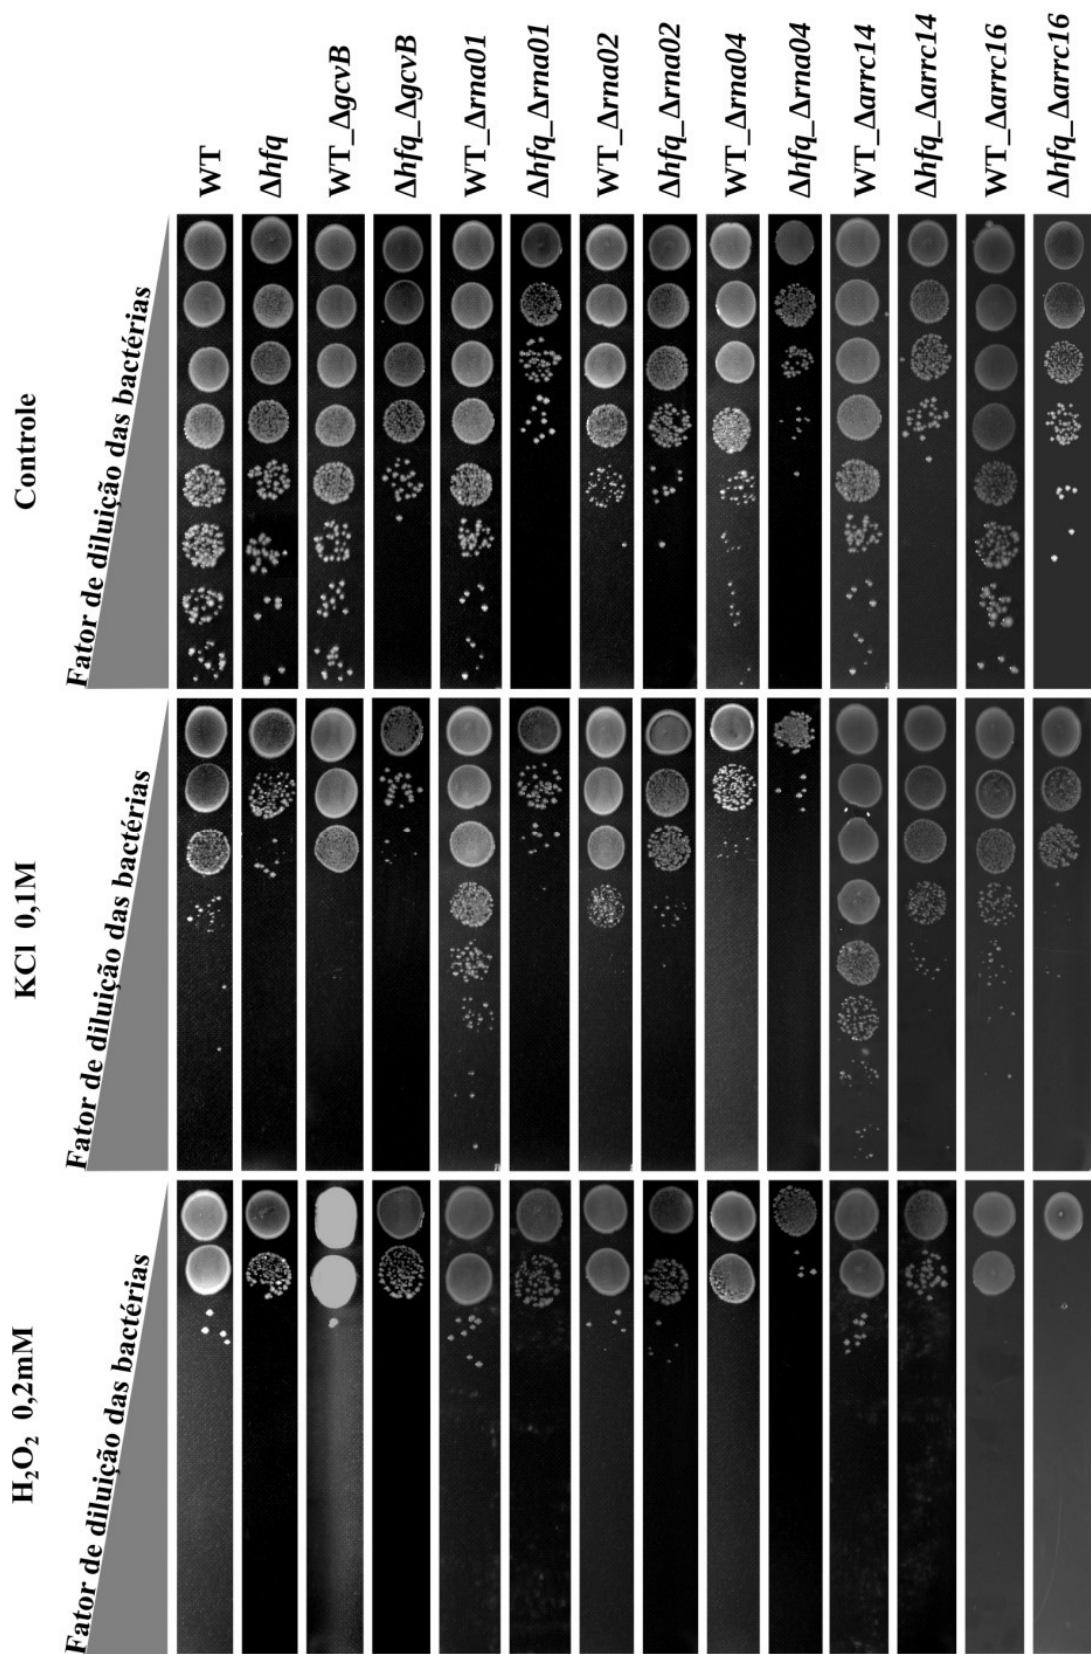 WT
Δhfq
WT_ΔgcvB
Δhfq_ΔgcvB
WT_Δrna01
Δhfq_Δrna01
WT_Δrna02
Δhfq_Δrna02
WT_Δrna04
Δhfq_Δrna04
WT_Δarrc14
Δhfq_Δarrc14
WT_Δarrc16
Δhfq_Δarrc16
Controle
Fator de diluição das bactérias
KCl 0,1M
Fator de diluição das bactérias
H₂O₂ 0,2mM
Fator de diluição das bactérias